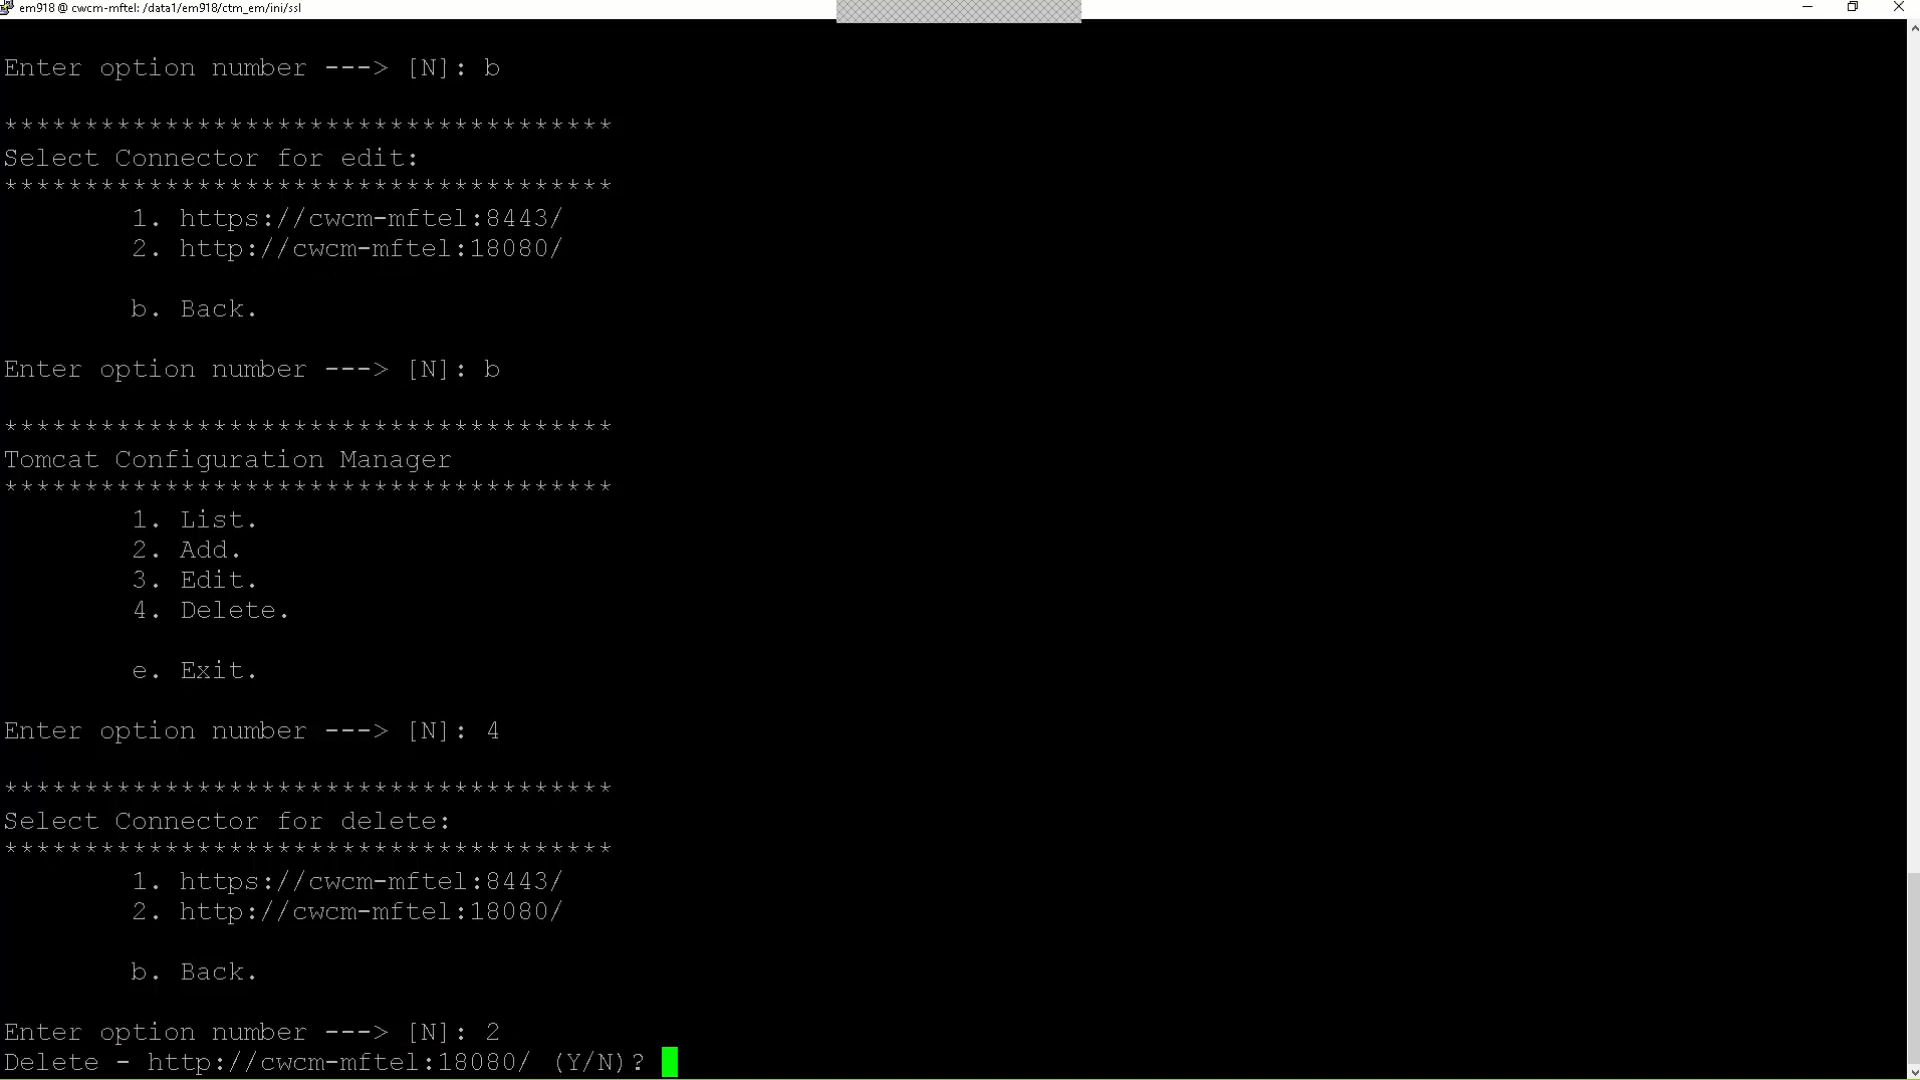 em918 @ cwcm-mftel: /data1/em918/ctm_em/ini/ssl
Enter option number ---> [N]: b
**************************************
Select Connector for edit:
**************************************
1. https://cwcm-mftel:8443/
2. http://cwcm-mftel:18080/
b. Back.
Enter option number ---> [N]: b
**************************************
Tomcat Configuration Manager
**************************************
1. List.
2. Add.
3. Edit.
4. Delete.
e. Exit.
Enter option number ---> [N]: 4
**************************************
Select Connector for delete:
**************************************
1. https://cwcm-mftel:8443/
2. http://cwcm-mftel:18080/
b. Back.
Enter option number ---> [N]: 2
Delete - http://cwcm-mftel:18080/ (Y/N)?